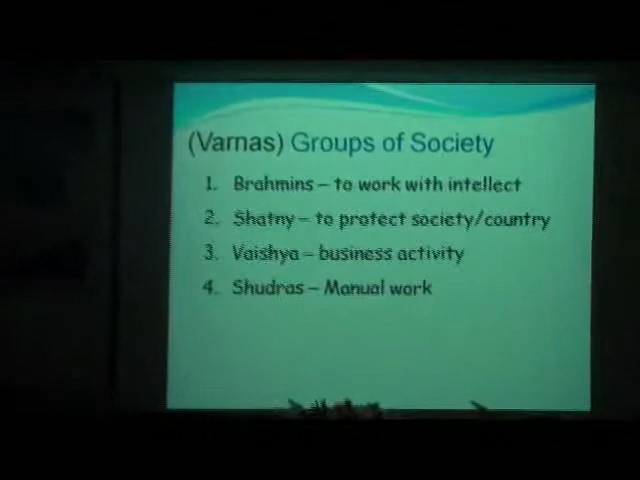 (Varnas) Groups of Society
1. Brahmins – to work with intellect
2. Shatny – to protect society/country
3. Vaishya – business activity
4. Shudras – Manual work